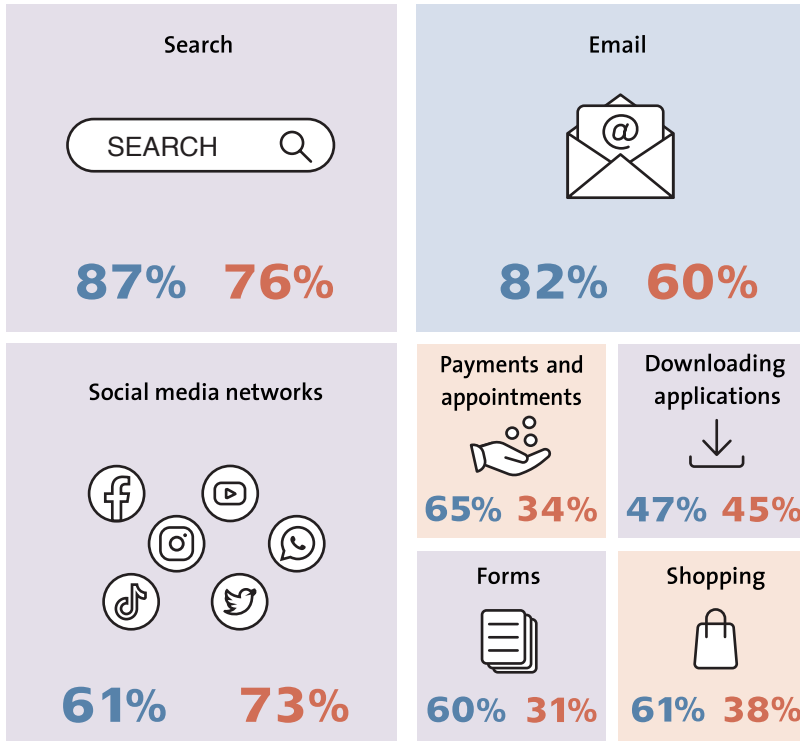 Search
SEARCH
87% 76%
Email
@
82% 60%
Social media networks
61% 73%
Payments and
appointments
65% 34%
Downloading
applications
47% 45%
Forms
60% 31%
Shopping
61% 38%